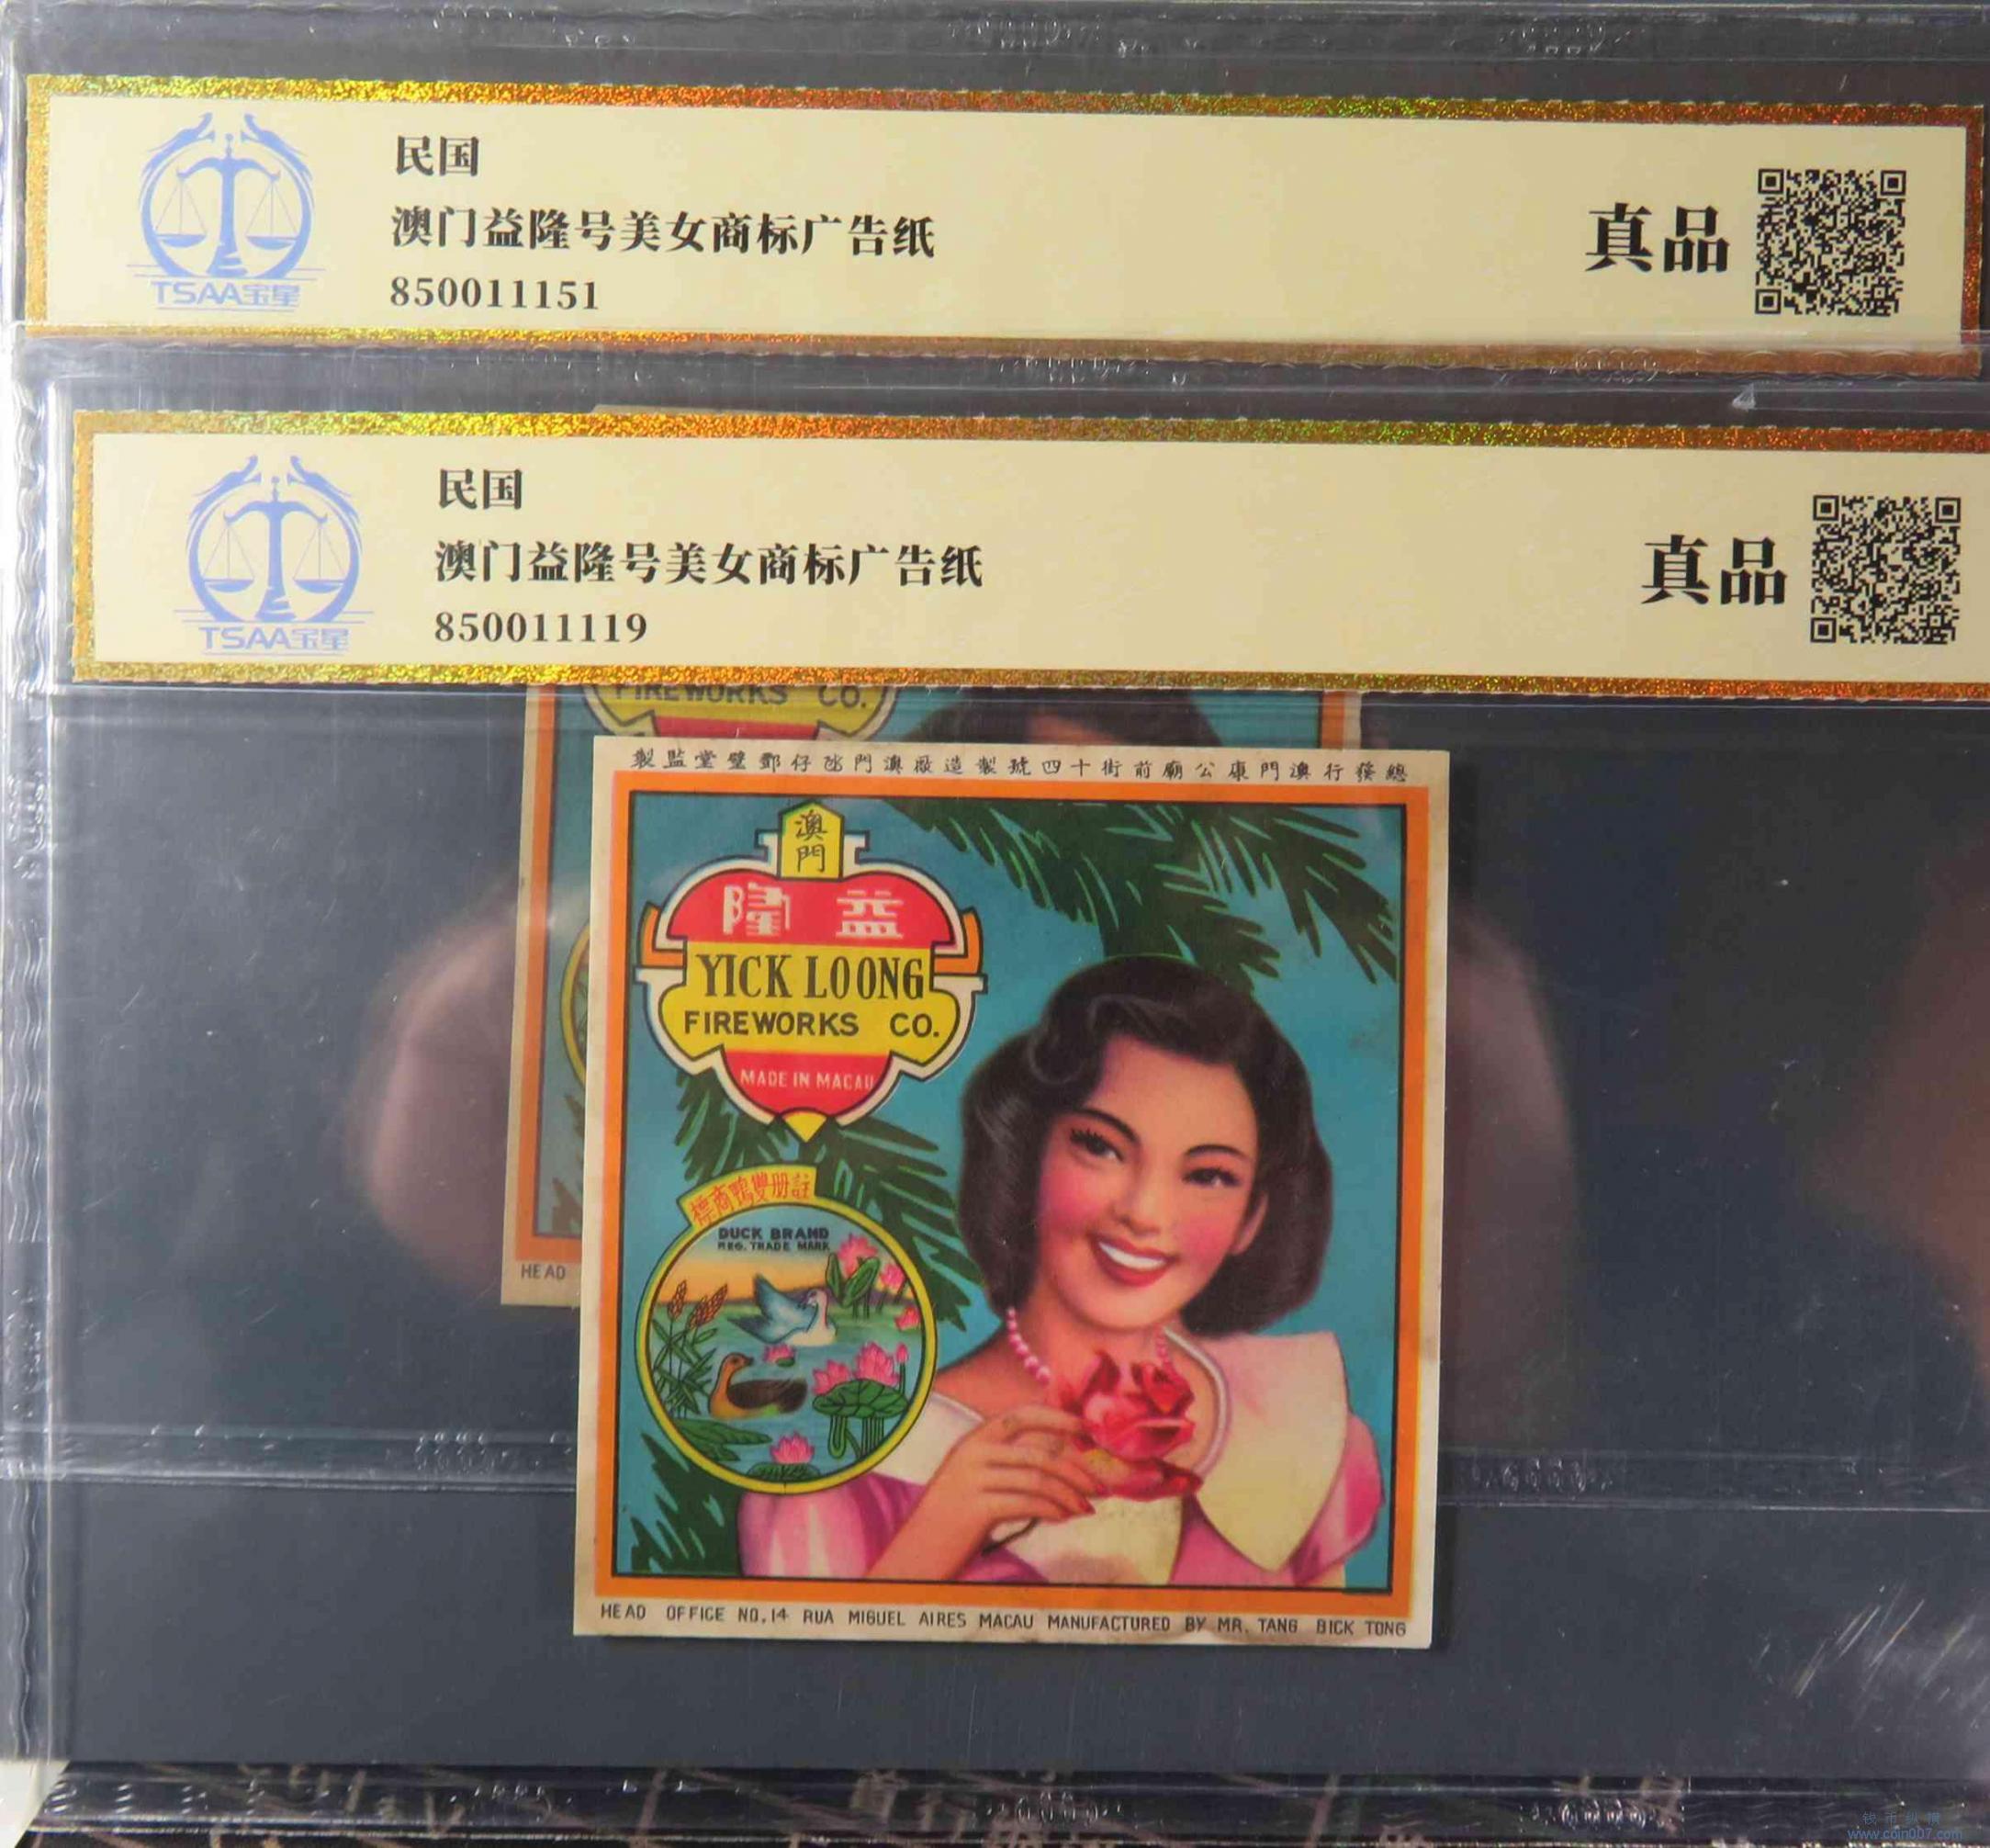 民国
澳门益隆号美女商标广告纸
850011151
TSAA宝星
真品
民国
澳门益隆号美女商标广告纸
850011119
TSAA宝星
真品
FIREWORKS CO.
總發行澳門康公廟前街十四號製造廠澳門氹仔鄧璧堂監製
澳門
益隆
YICK LOONG
FIREWORKS CO.
MADE IN MACAU
註册雙鴨商標
DUCK BRAND
REG. TRADE MARK
HEAD
HEAD OFFICE NO.14 RUA MIGUEL AIRES MACAU MANUFACTURED BY MR. TANG BICK TONG
www.coin007.com